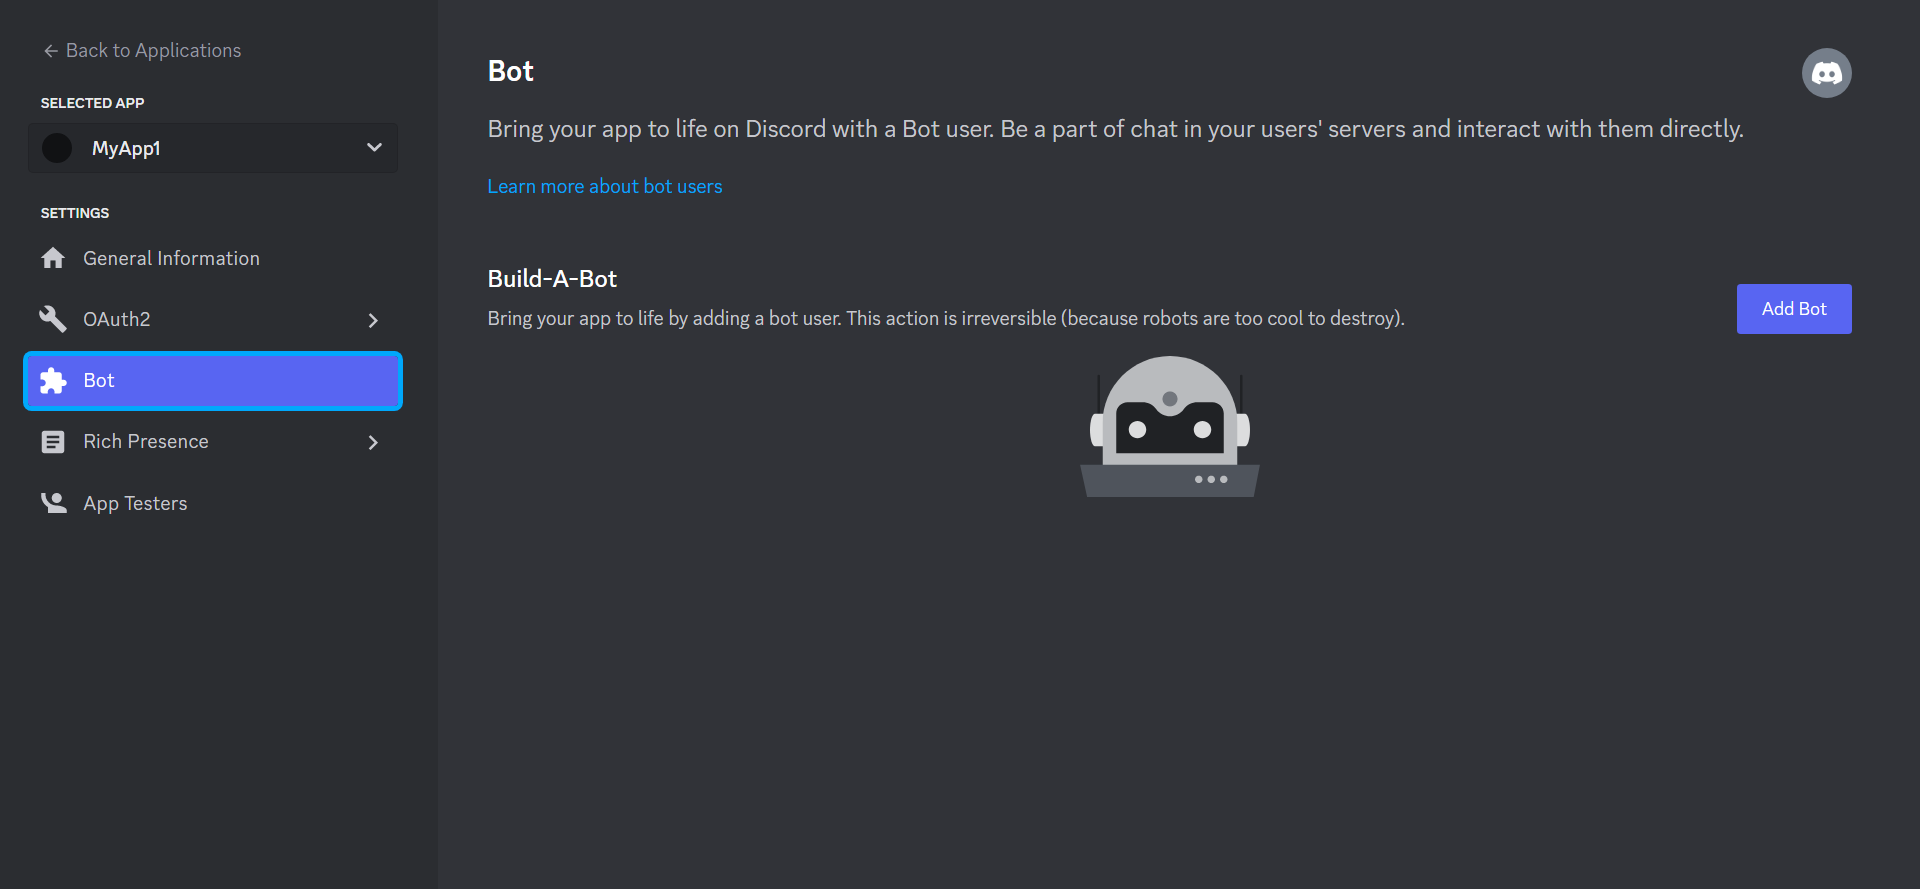 Back to Applications
SELECTED APP
MyApp1
SETTINGS
General Information
OAuth2
Bot
Rich Presence
App Testers
Bot
Bring your app to life on Discord with a Bot user. Be a part of chat in your users' servers and interact with them directly.
Learn more about bot users
Build-A-Bot
Bring your app to life by adding a bot user. This action is irreversible (because robots are too cool to destroy).
Add Bot